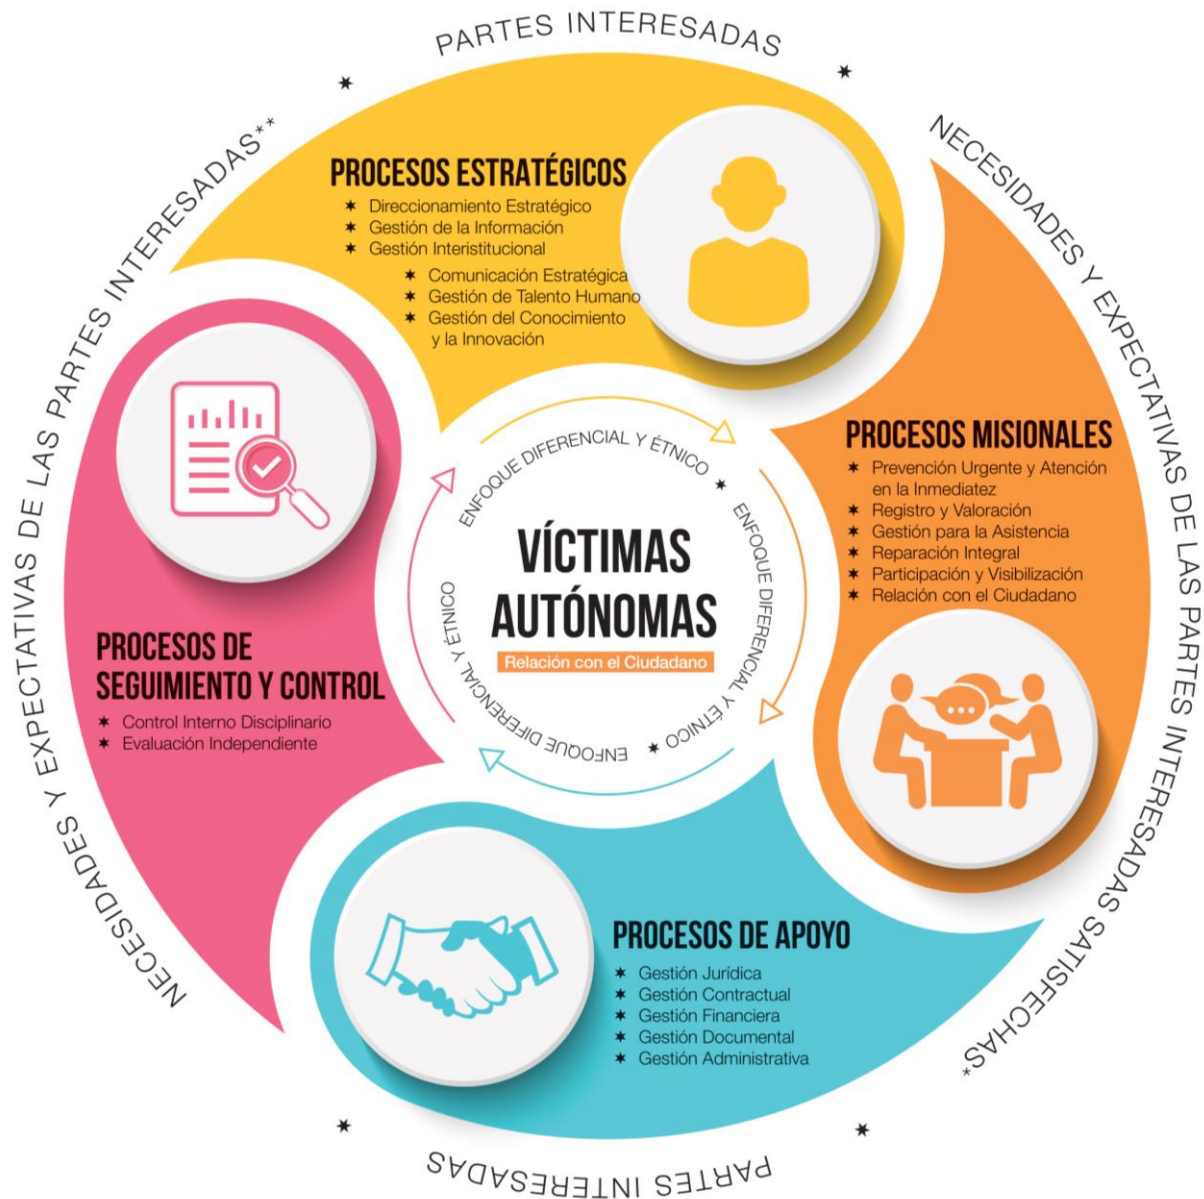 PARTES INTERESADAS
NECESIDADES Y EXPECTATIVAS DE LAS PARTES INTERESADAS**
NECESIDADES Y EXPECTATIVAS DE LAS PARTES INTERESADAS SATISFECHAS*
PROCESOS ESTRATÉGICOS
Direccionamiento Estratégico
Gestión de la Información
Gestión Interistitucional
Comunicación Estratégica
Gestión de Talento Humano
Gestión del Conocimiento
y la Innovación
PROCESOS MISIONALES
Prevención Urgente y Atención
en la Inmediatez
Registro y Valoración
Gestión para la Asistencia
Reparación Integral
Participación y Visibilización
Relación con el Ciudadano
ENFOQUE DIFERENCIAL Y ÉTNICO
ENFOQUE DIFERENCIAL Y ÉTNICO
ENFOQUE DIFERENCIAL Y ÉTNICO
VÍCTIMAS
AUTÓNOMAS
Relación con el Ciudadano
PROCESOS DE
SEGUIMIENTO Y CONTROL
Control Interno Disciplinario
Evaluación Independiente
PROCESOS DE APOYO
Gestión Jurídica
Gestión Contractual
Gestión Financiera
Gestión Documental
Gestión Administrativa
PARTES INTERESADAS